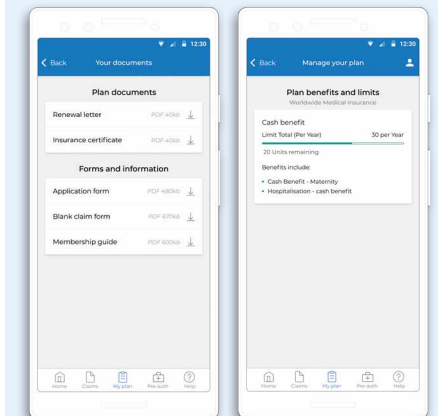 12:30
Back Your documents
Plan documents
Renewal letter PDF 40kb
Insurance certificate PDF 40kb
Forms and information
Application form PDF 480kb
Blank claim form PDF 670kb
Membership guide PDF 600kb
Home Claims My plan Pre-auth Help
12:30
Back Manage your plan
Plan benefits and limits
Worldwide Medical Insurance
Cash benefit
Limit Total (Per Year) 30 per Year
20 Units remaining
Benefits include:
• Cash Benefit - Maternity
• Hospitalisation - cash benefit
Home Claims My plan Pre-auth Help